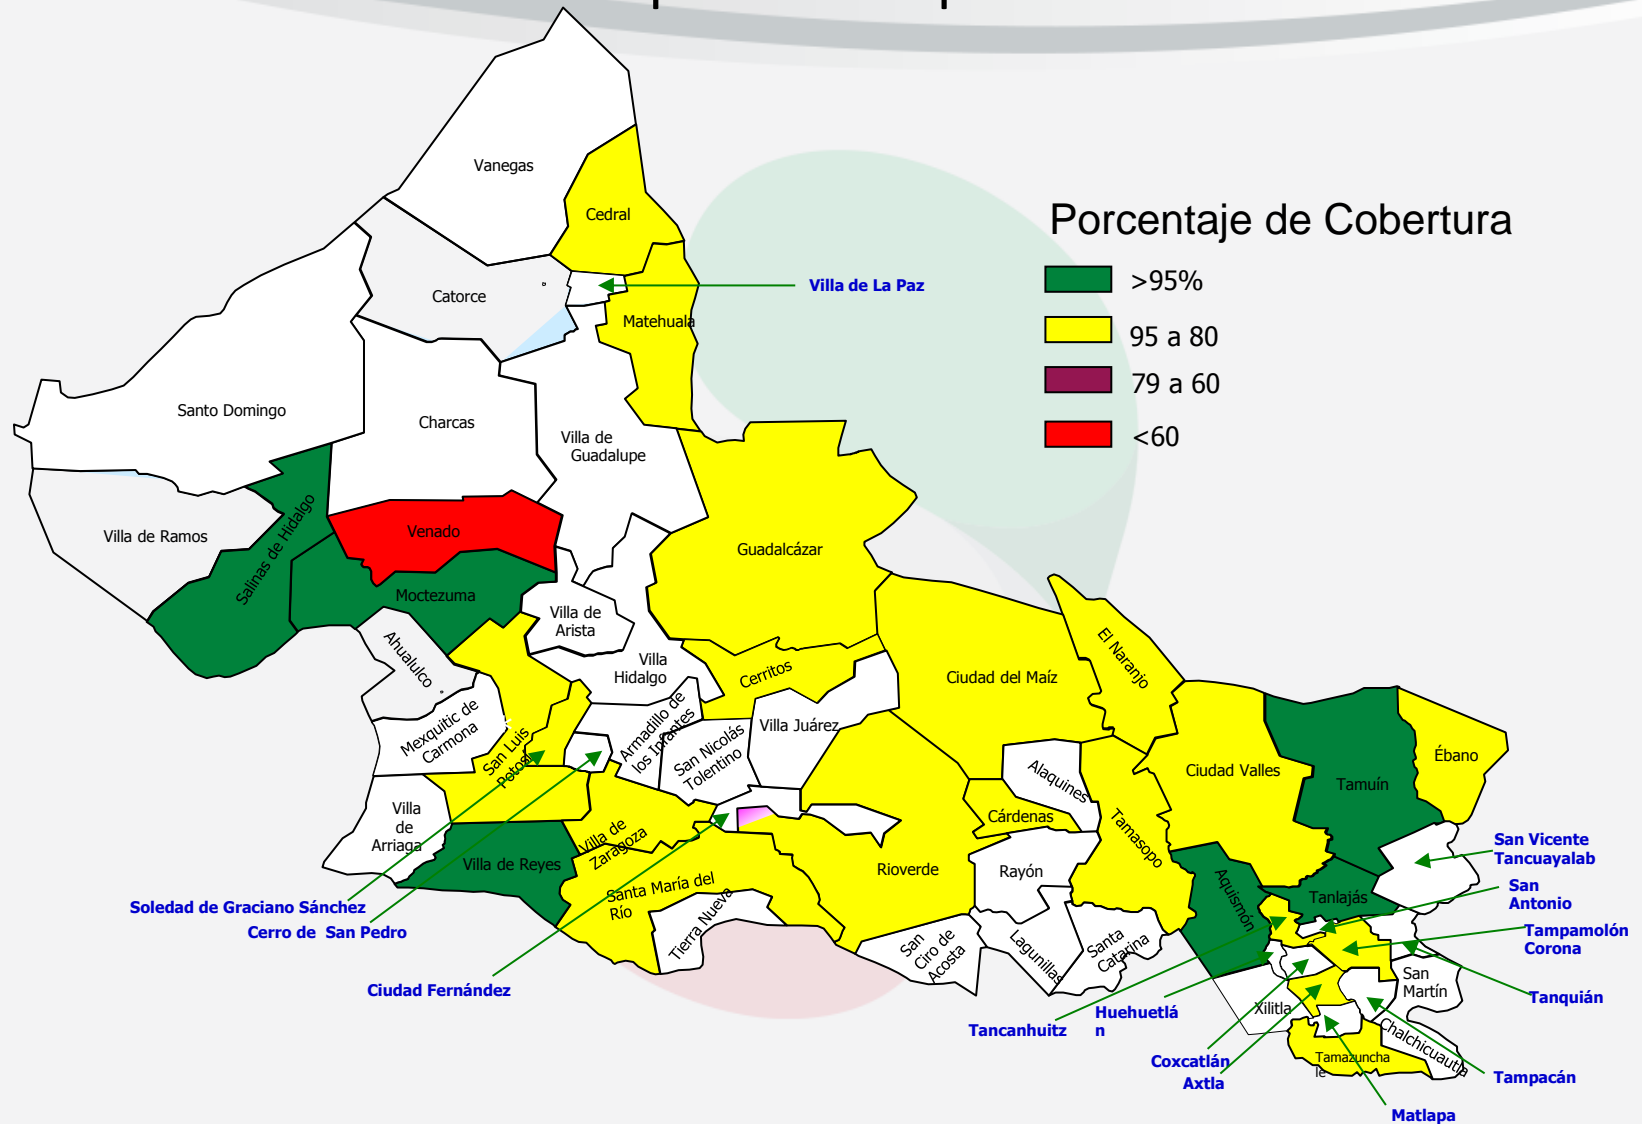 Vanegas
Cedral
Porcentaje de Cobertura
>95%
95 a 80
79 a 60
<60
Villa de La Paz
Catorce
Matehuala
Santo Domingo
Charcas
Villa de
Guadalupe
Salinas de Hidalgo
Villa de Ramos
Venado
Guadalcázar
Moctezuma
Villa de
Arista
Ahualulco
Villa
Hidalgo
Cerritos
Ciudad del Maíz
El Naranjo
Mexquitic de
Carmona
San Luis
Potosí
Armadillo de
los Infantes
San Nicolás
Tolentino
Villa Juárez
Alaquines
Ciudad Valles
Tamuín
Ébano
Villa
de
Arriaga
Cárdenas
Tamasopo
Villa de
Zaragoza
Villa de Reyes
Rioverde
Rayón
Santa María del
Río
Tierra Nueva
Aquismón
Tanlajás
San Vicente
Tancuayalab
San
Antonio
Soledad de Graciano Sánchez
Cerro de San Pedro
San
Ciro de
Acosta
Lagunillas
Santa
Catarina
Tampamolón
Corona
Ciudad Fernández
San
Martín
Tanquián
Xilitla
Huehuetlá
n
Tancanhuitz
Chalchicuautla
Tamazuncha
le
Coxcatlán
Axtla
Tampacán
Matlapa